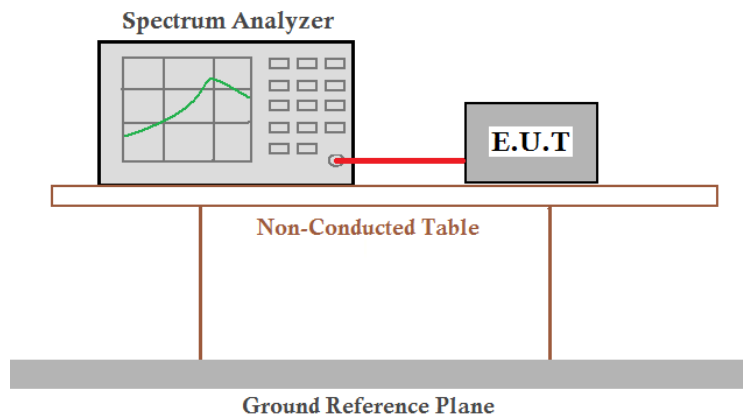 Spectrum Analyzer
E.U.T
Non-Conducted Table
Ground Reference Plane